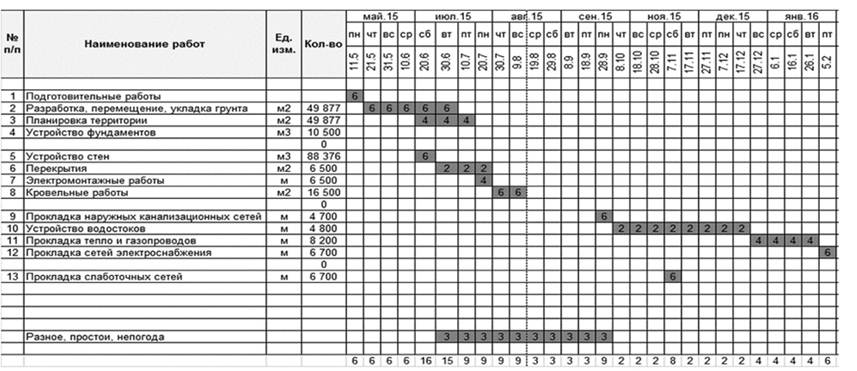 май.15 июл.15 авг.15 сен.15 ноя.15 дек.15 янв.16
№ п/п Наименование работ Ед. изм. Кол-во
пн чт вс ср сб вт пт пн чт вс ср сб вт пт пн чт вс ср сб вт пт пн чт вс ср сб вт пт
11.5 21.5 31.5 10.6 20.6 30.6 10.7 20.7 30.7 9.8 19.8 29.8 8.9 18.9 28.9 8.10 18.10 28.10 7.11 17.11 27.11 7.12 17.12 27.12 6.1 16.1 26.1 5.2
1 Подготовительные работы 6
2 Разработка, перемещение, укладка грунта м2 49 877 6 6 6 6 6
3 Планировка территории м2 49 877 4 4 4
4 Устройство фундаментов м3 10 500
0
5 Устройство стен м3 88 376 6
6 Перекрытия м2 6 500 2 2 2
7 Электромонтажные работы м 6 500 4
8 Кровельные работы м2 16 500 6 6
0
9 Прокладка наружных канализационных сетей м 4 700 6
10 Устройство водостоков м 4 800 2 2 2 2 2 2 2 2
11 Прокладка тепло и газопроводов м 8 200 4 4 4 4
12 Прокладка сетей электроснабжения м 6 700 6
0
13 Прокладка слаботочных сетей м 6 700 6
Разное, простои, непогода 3 3 3 3 3 3 3 3 3 3
6 6 6 6 16 15 9 9 9 9 3 3 3 3 9 2 2 2 8 2 2 2 2 4 4 4 4 6